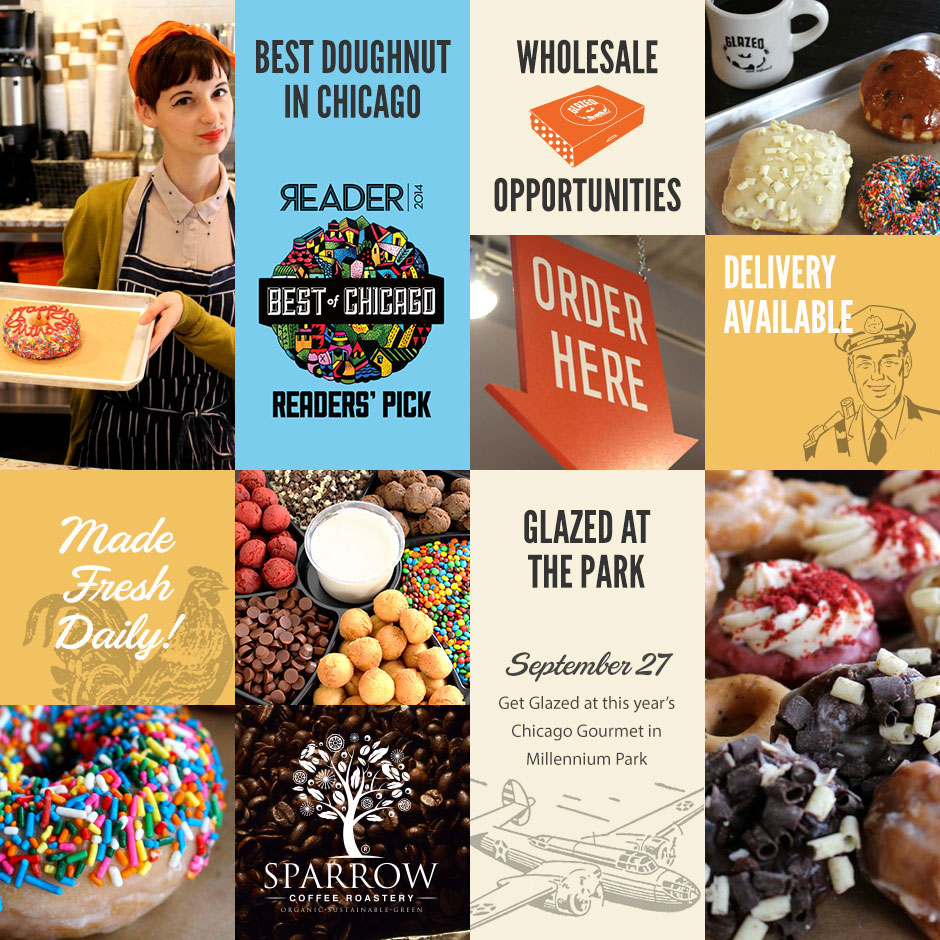 BEST DOUGHNUT
IN CHICAGO
READER 2014
BEST of CHICAGO
READERS' PICK
WHOLESALE
GLAZED
OPPORTUNITIES
GLAZED
ORDER
HERE
DELIVERY
AVAILABLE
Made
Fresh
Daily!
GLAZED AT
THE PARK
September 27
Get Glazed at this year's
Chicago Gourmet in
Millennium Park
®
SPARROW
COFFEE ROASTERY
ORGANIC·SUSTAINABLE·GREEN